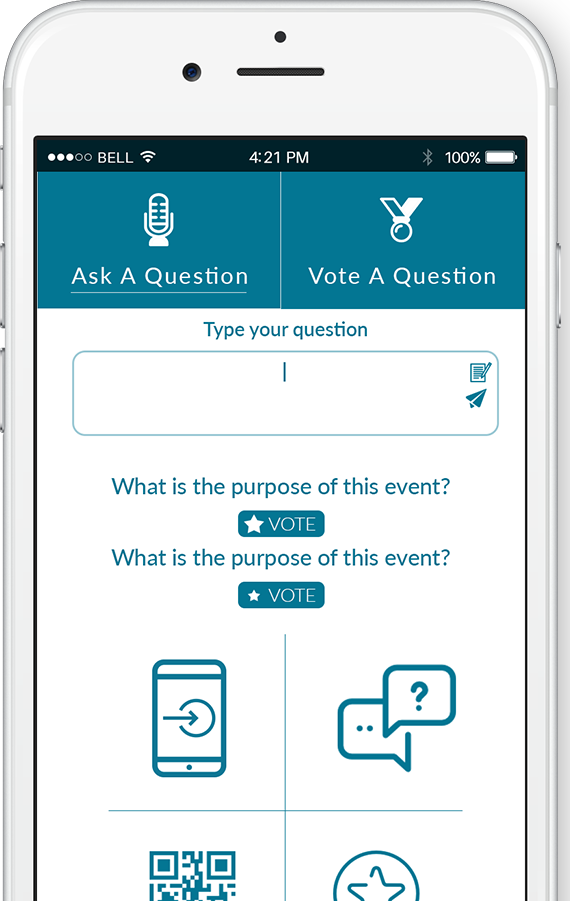 BELL 4:21 PM 100%
Ask A Question Vote A Question
Type your question
What is the purpose of this event?
VOTE
What is the purpose of this event?
VOTE
?